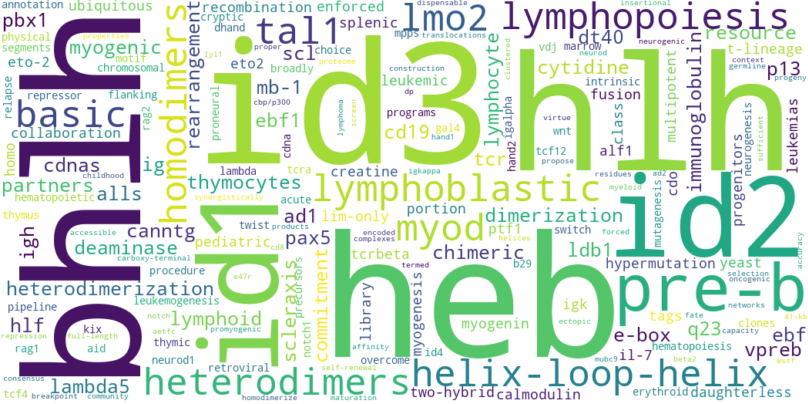 annotation
ubiquitous
cryptic
recombination
enforced
properties
physical
segments
pbx1
myogenic
dhand
splenic
mpps
translocations
dispensable
insertional
lmo2
lymphopoiesis
dt40
resource
t-lineage
eto-2
motif
chromosomal
eto2
choice
proper
ly11
neurogenic
neurod
marrow
vdj
context
germline
progeny
relapse
repressor
flanking
rag2
broadly
proteome
construction
clustered
cytidine
p13
tal1
scl
mb-1
leukemic
programs
cbp/p300
dp
lymphocyte
igalpha
intrinsic
fusion
multipotent
bhlh
basic
collaboration
homodimers
rearrangement
proneural
ebf1
cdna
cd19
gal4
hand1
lymphoma
screen
id3
hlh
hand2
class
wnt
virtue
tcf12
propose
immunoglobulin
leukemias
neurogenesis
sufficient
cdnas
homo
childhood
ig
lambda
tcra
igkappa
creatine
tcr
alf1
cdo
progenitors
partners
alls
hematopoietic
thymus
thymocytes
synergistically
acute
products
lymphoblastic
residues
ad2
myeloid
mutagenesis
accessible
canntg
carboxy-terminal
igh
deaminase
id1
pediatric
cd8
twist
ad1
lim-only
portion
myod
ptf1
dimerization
switch
forced
id2
accuracy
procedure
heterodimerization
leukemogenesis
pipeline
lymphoid
e47r
precursors
scleraxis
pax5
complexes
encoded
helices
tcrbeta
chimeric
b29
ldb1
hypermutation
yeast
selection
oncogenic
pre-b
hlf
kix
notch
aetfc
promyogenic
notch1
commitment
library
termed
myogenesis
myogenin
heb
igk
ectopic
tags
clones
networks
fate
41-kb
capacity
repression
full-length
rag1
aid
thymic
neurod1
affinity
id4
overcome
self-renewal
e-box
q23
ebf
il-7
hematopoiesis
vpreb
mubc9
beta2
consensus
tcf4
breakpoint
community
lambda5
retroviral
heterodimers
homodimerize
maturation
helix-loop-helix
two-hybrid
calmodulin
erythroid
daughterless